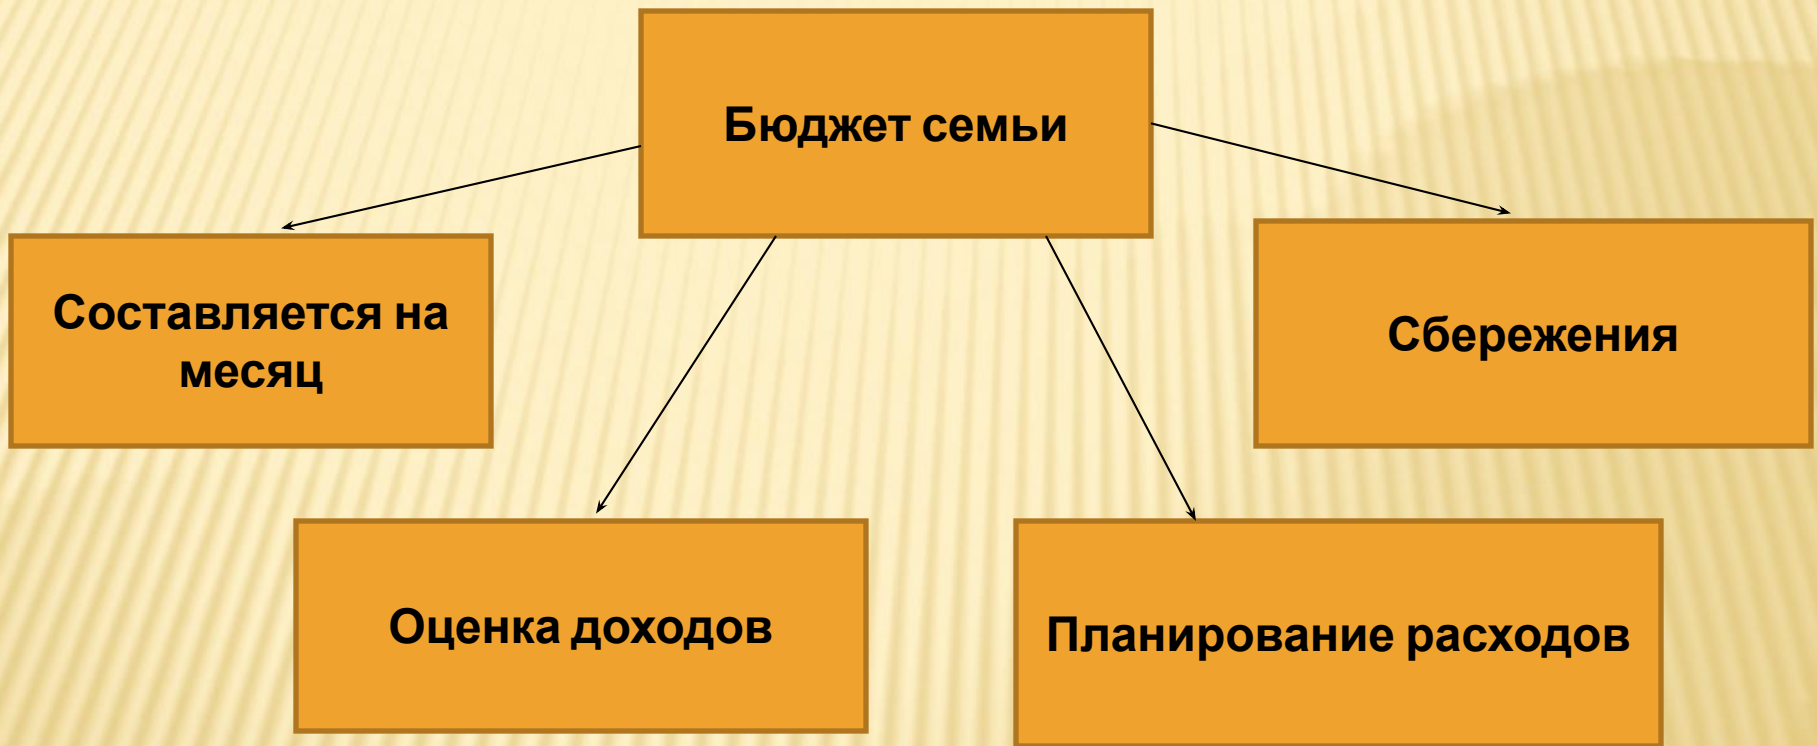 Бюджет семьи
Составляется на
месяц
Сбережения
Оценка доходов
Планирование расходов